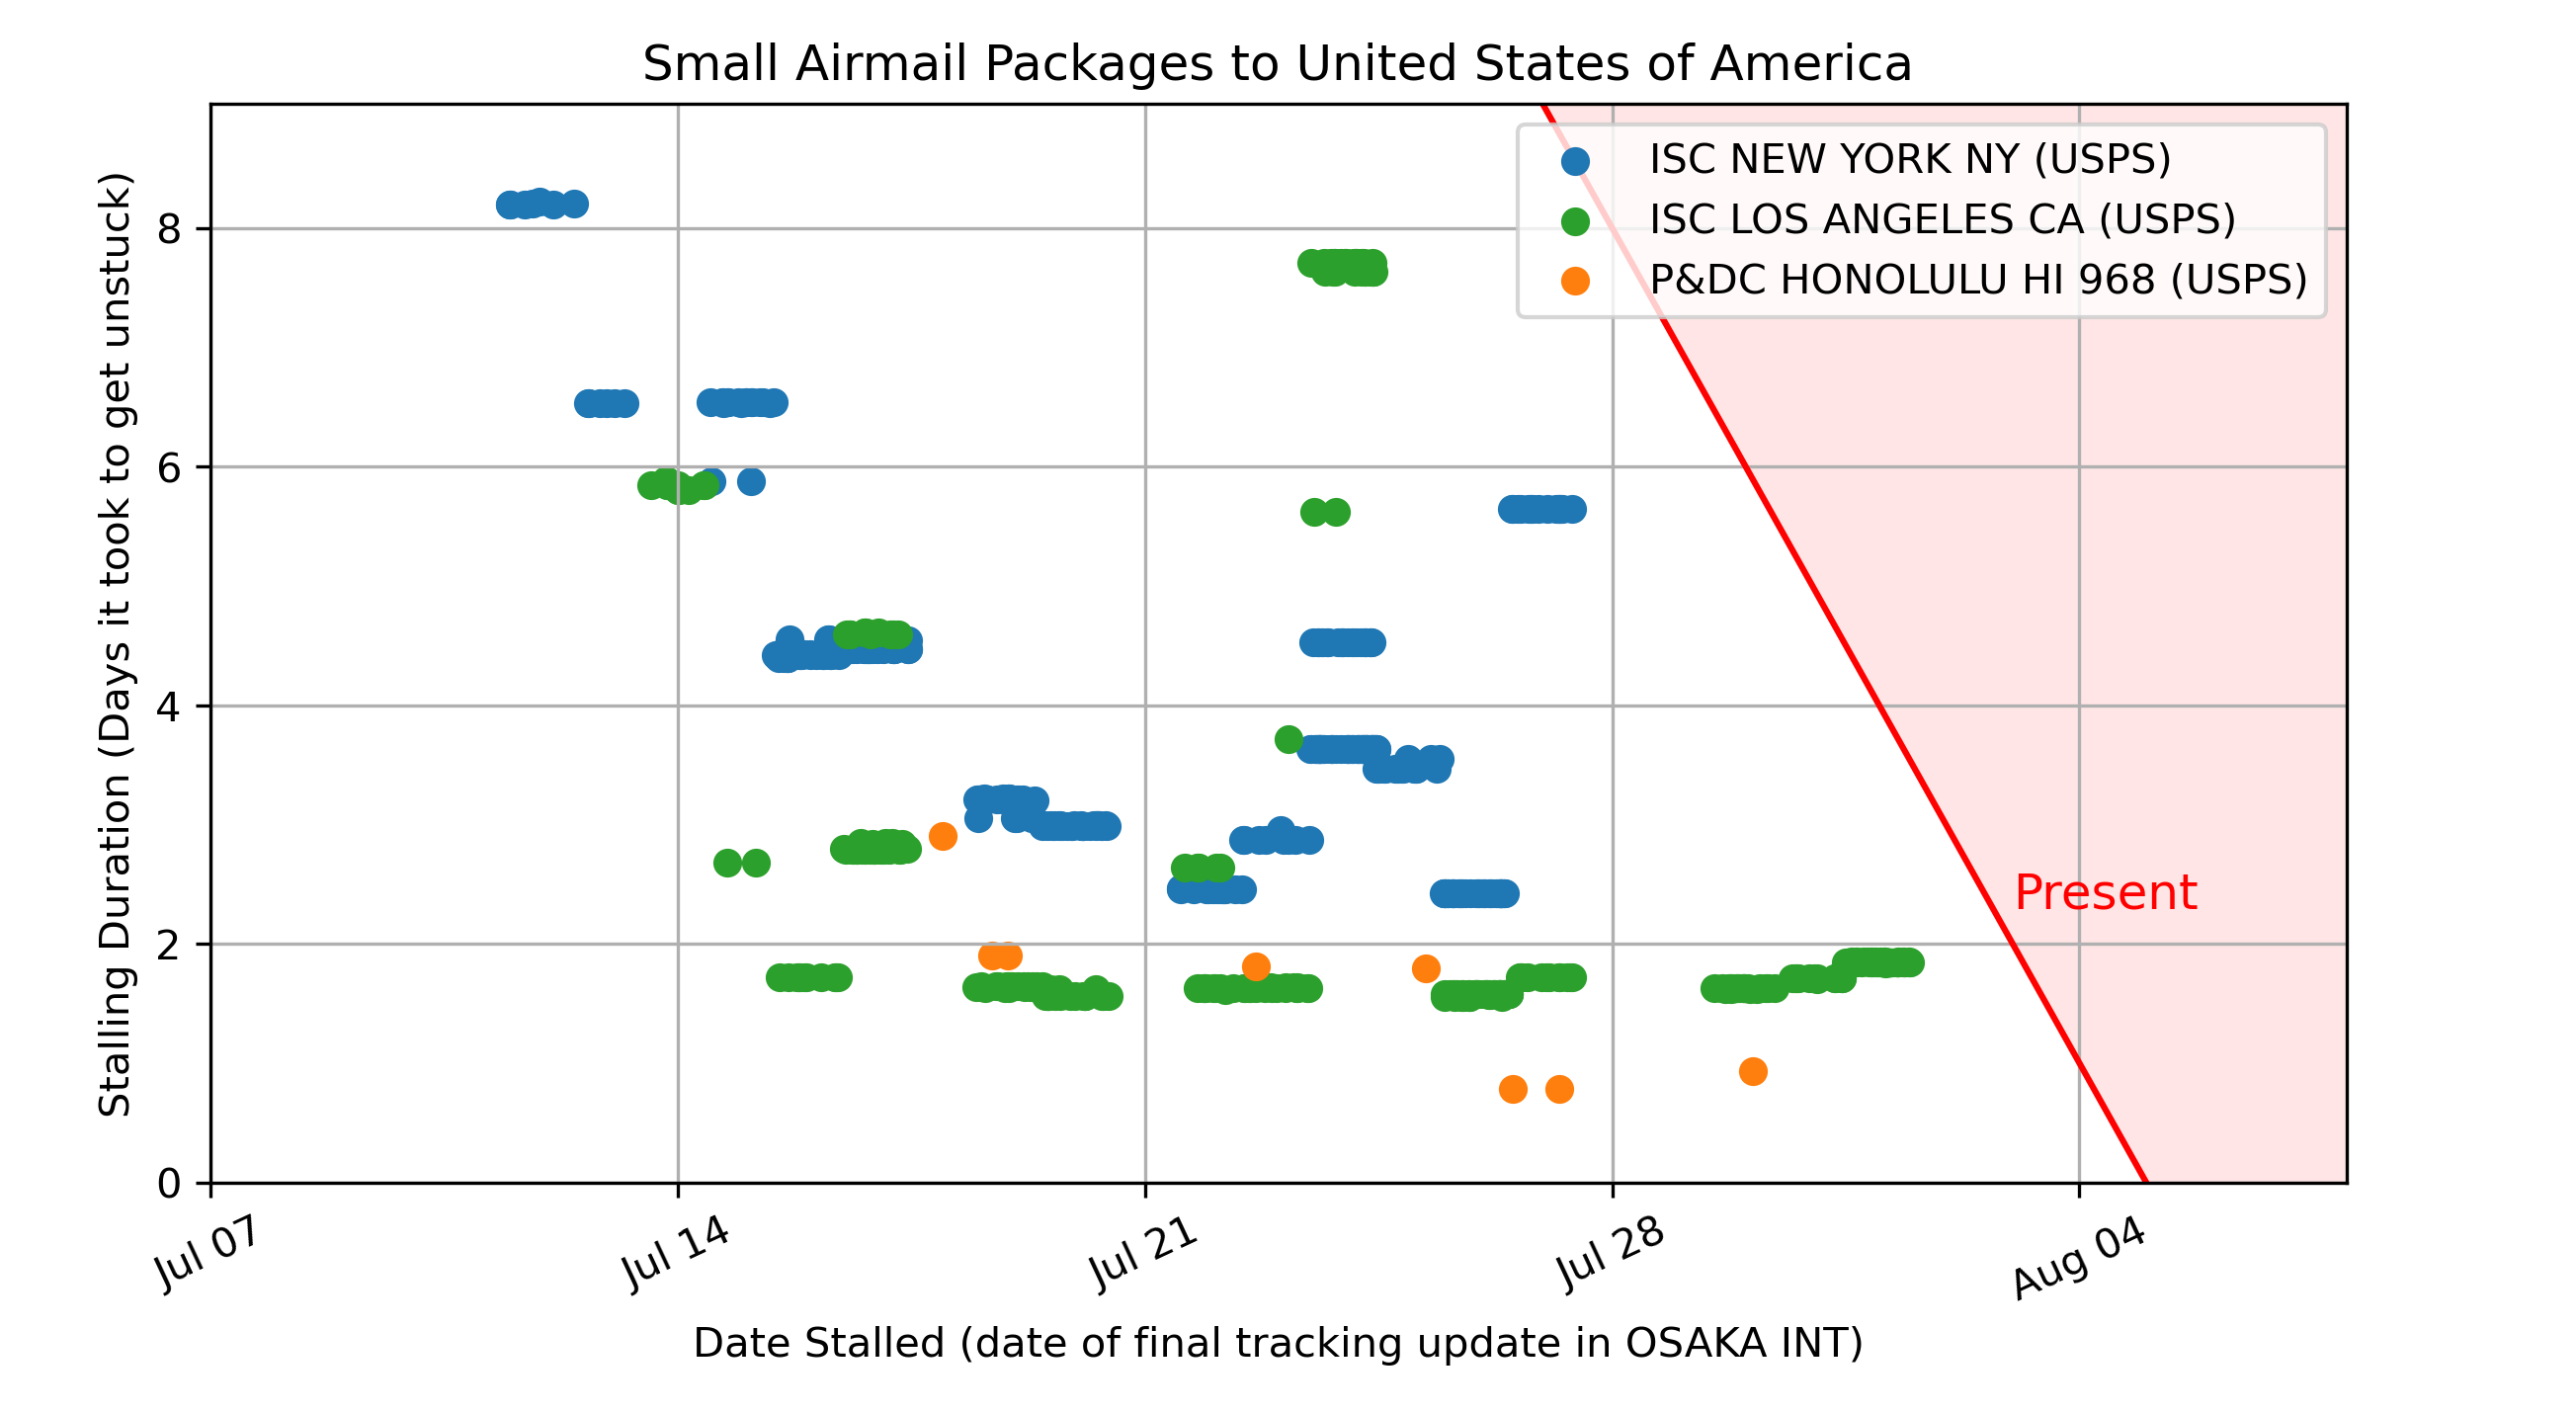 Small Airmail Packages to United States of America
ISC NEW YORK NY (USPS)
ISC LOS ANGELES CA (USPS)
P&DC HONOLULU HI 968 (USPS)
Present
Stalling Duration (Days it took to get unstuck)
8
6
4
2
0
Jul 07
Jul 14
Jul 21
Jul 28
Aug 04
Date Stalled (date of final tracking update in OSAKA INT)